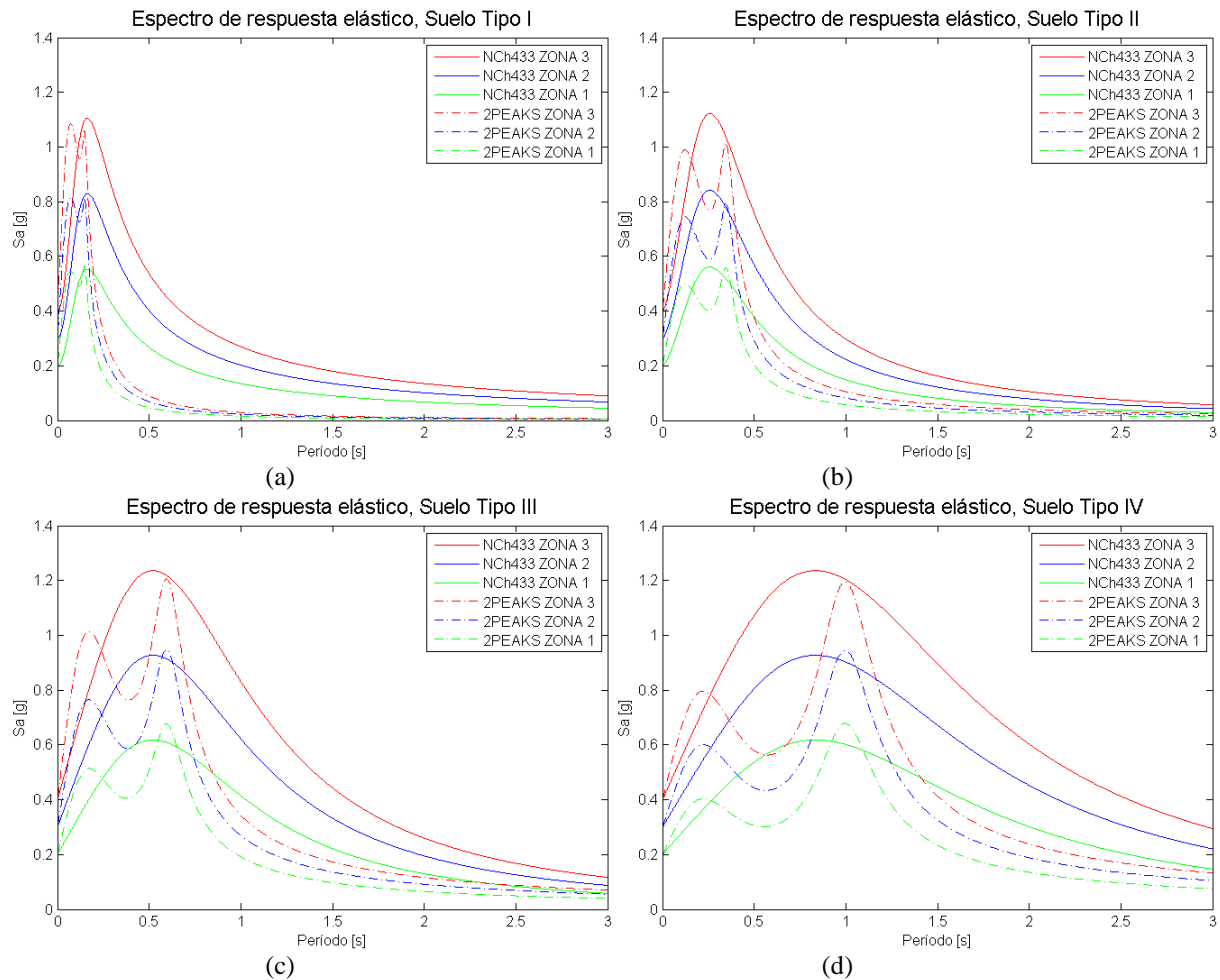 Espectro de respuesta elástico, Suelo Tipo I
1.4
1.2
1
0.8
0.6
0.4
0.2
0
Sa [g]
NCh433 ZONA 3
NCh433 ZONA 2
NCh433 ZONA 1
2PEAKS ZONA 3
2PEAKS ZONA 2
2PEAKS ZONA 1
0 0.5 1 1.5 2 2.5 3
Período [s]
(a)
Espectro de respuesta elástico, Suelo Tipo II
1.4
1.2
1
0.8
0.6
0.4
0.2
0
Sa [g]
NCh433 ZONA 3
NCh433 ZONA 2
NCh433 ZONA 1
2PEAKS ZONA 3
2PEAKS ZONA 2
2PEAKS ZONA 1
0 0.5 1 1.5 2 2.5 3
Período [s]
(b)
Espectro de respuesta elástico, Suelo Tipo III
1.4
1.2
1
0.8
0.6
0.4
0.2
0
Sa [g]
NCh433 ZONA 3
NCh433 ZONA 2
NCh433 ZONA 1
2PEAKS ZONA 3
2PEAKS ZONA 2
2PEAKS ZONA 1
0 0.5 1 1.5 2 2.5 3
Período [s]
(c)
Espectro de respuesta elástico, Suelo Tipo IV
1.4
1.2
1
0.8
0.6
0.4
0.2
0
Sa [g]
NCh433 ZONA 3
NCh433 ZONA 2
NCh433 ZONA 1
2PEAKS ZONA 3
2PEAKS ZONA 2
2PEAKS ZONA 1
0 0.5 1 1.5 2 2.5 3
Período [s]
(d)